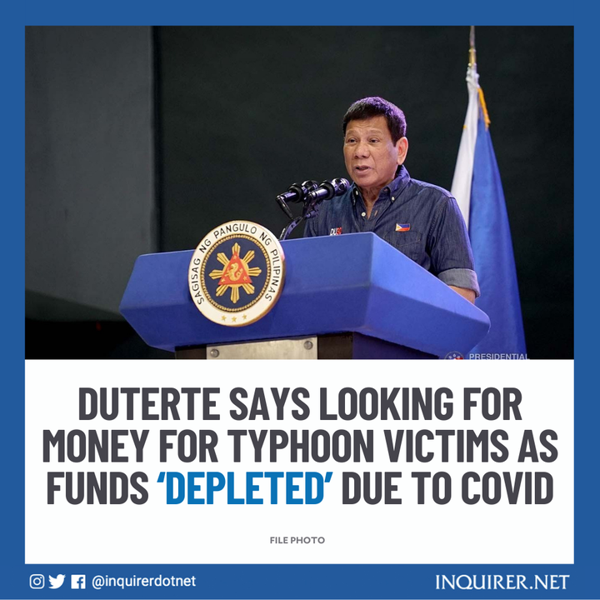 SAGISAG NG PANGULO NG PILIPINAS
PRESIDENTIAL
DUTERTE SAYS LOOKING FOR
MONEY FOR TYPHOON VICTIMS AS
FUNDS ‘DEPLETED’ DUE TO COVID
FILE PHOTO
@inquirerdotnet
INQUIRER.NET